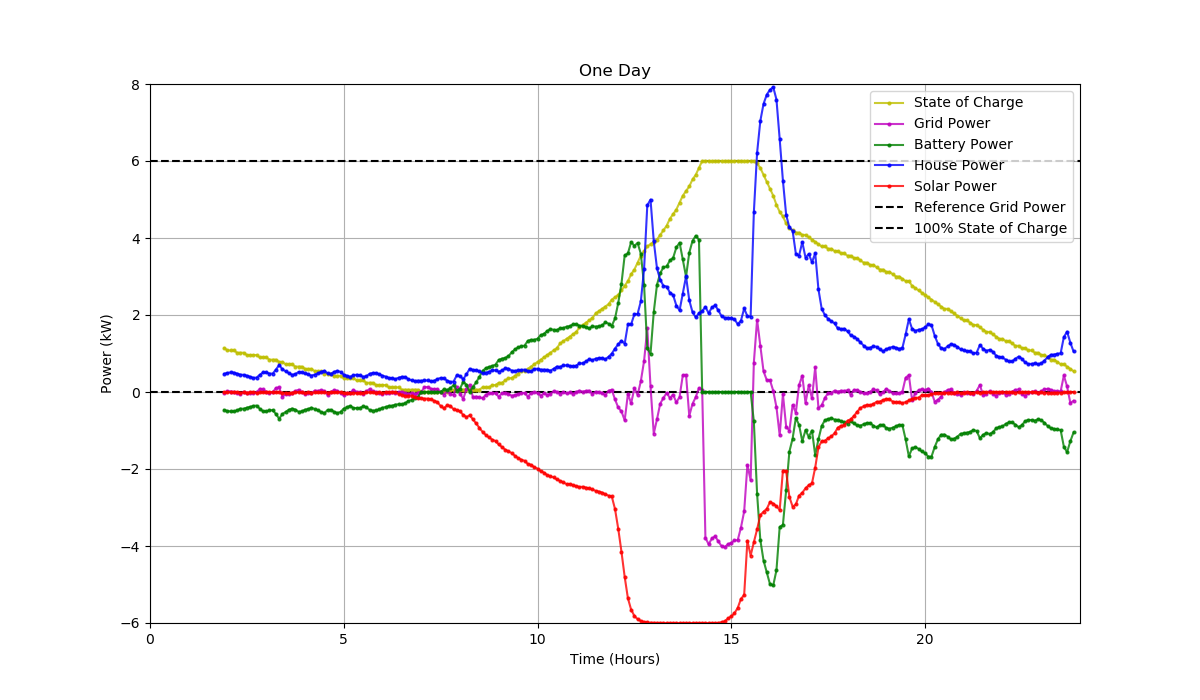 One Day
8
6
4
2
0
−2
−4
−6
Power (kW)
0
5
10
15
20
Time (Hours)
State of Charge
Grid Power
Battery Power
House Power
Solar Power
Reference Grid Power
100% State of Charge